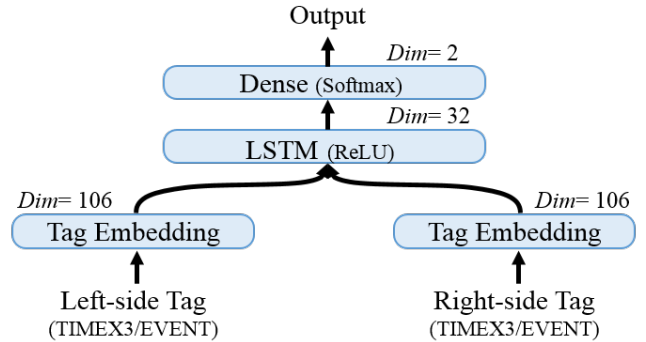 Output
Dim= 2
Dense (Softmax)
Dim= 32
LSTM (ReLU)
Dim= 106
Dim= 106
Tag Embedding
Tag Embedding
Left-side Tag
(TIMEX3/EVENT)
Right-side Tag
(TIMEX3/EVENT)